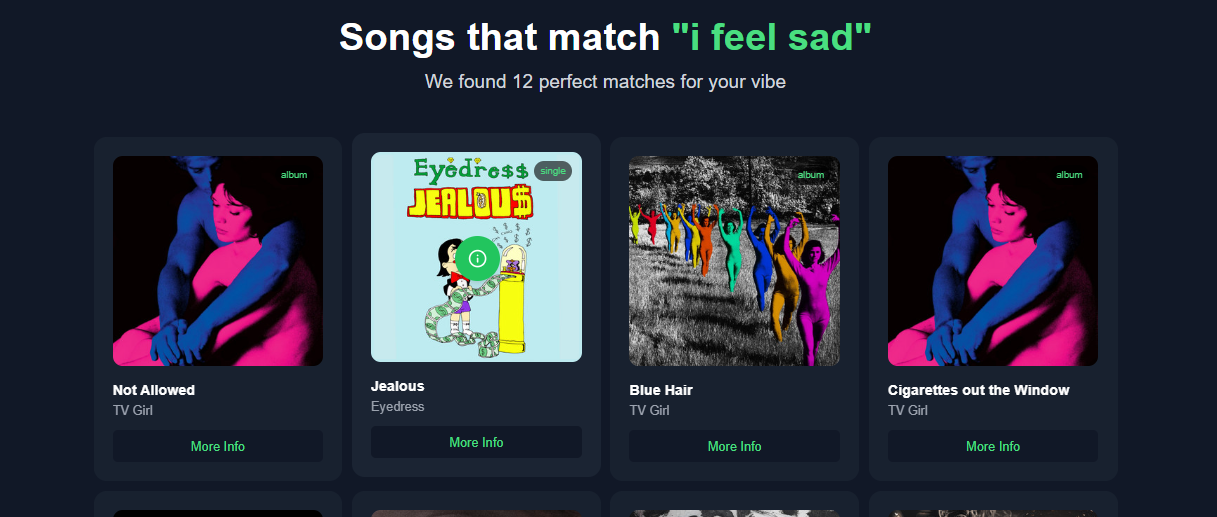 Songs that match "i feel sad"
We found 12 perfect matches for your vibe
album
Not Allowed
TV Girl
More Info
Eyedress
single
JEALOU$
Jealous
Eyedress
More Info
album
Blue Hair
TV Girl
More Info
album
Cigarettes out the Window
TV Girl
More Info